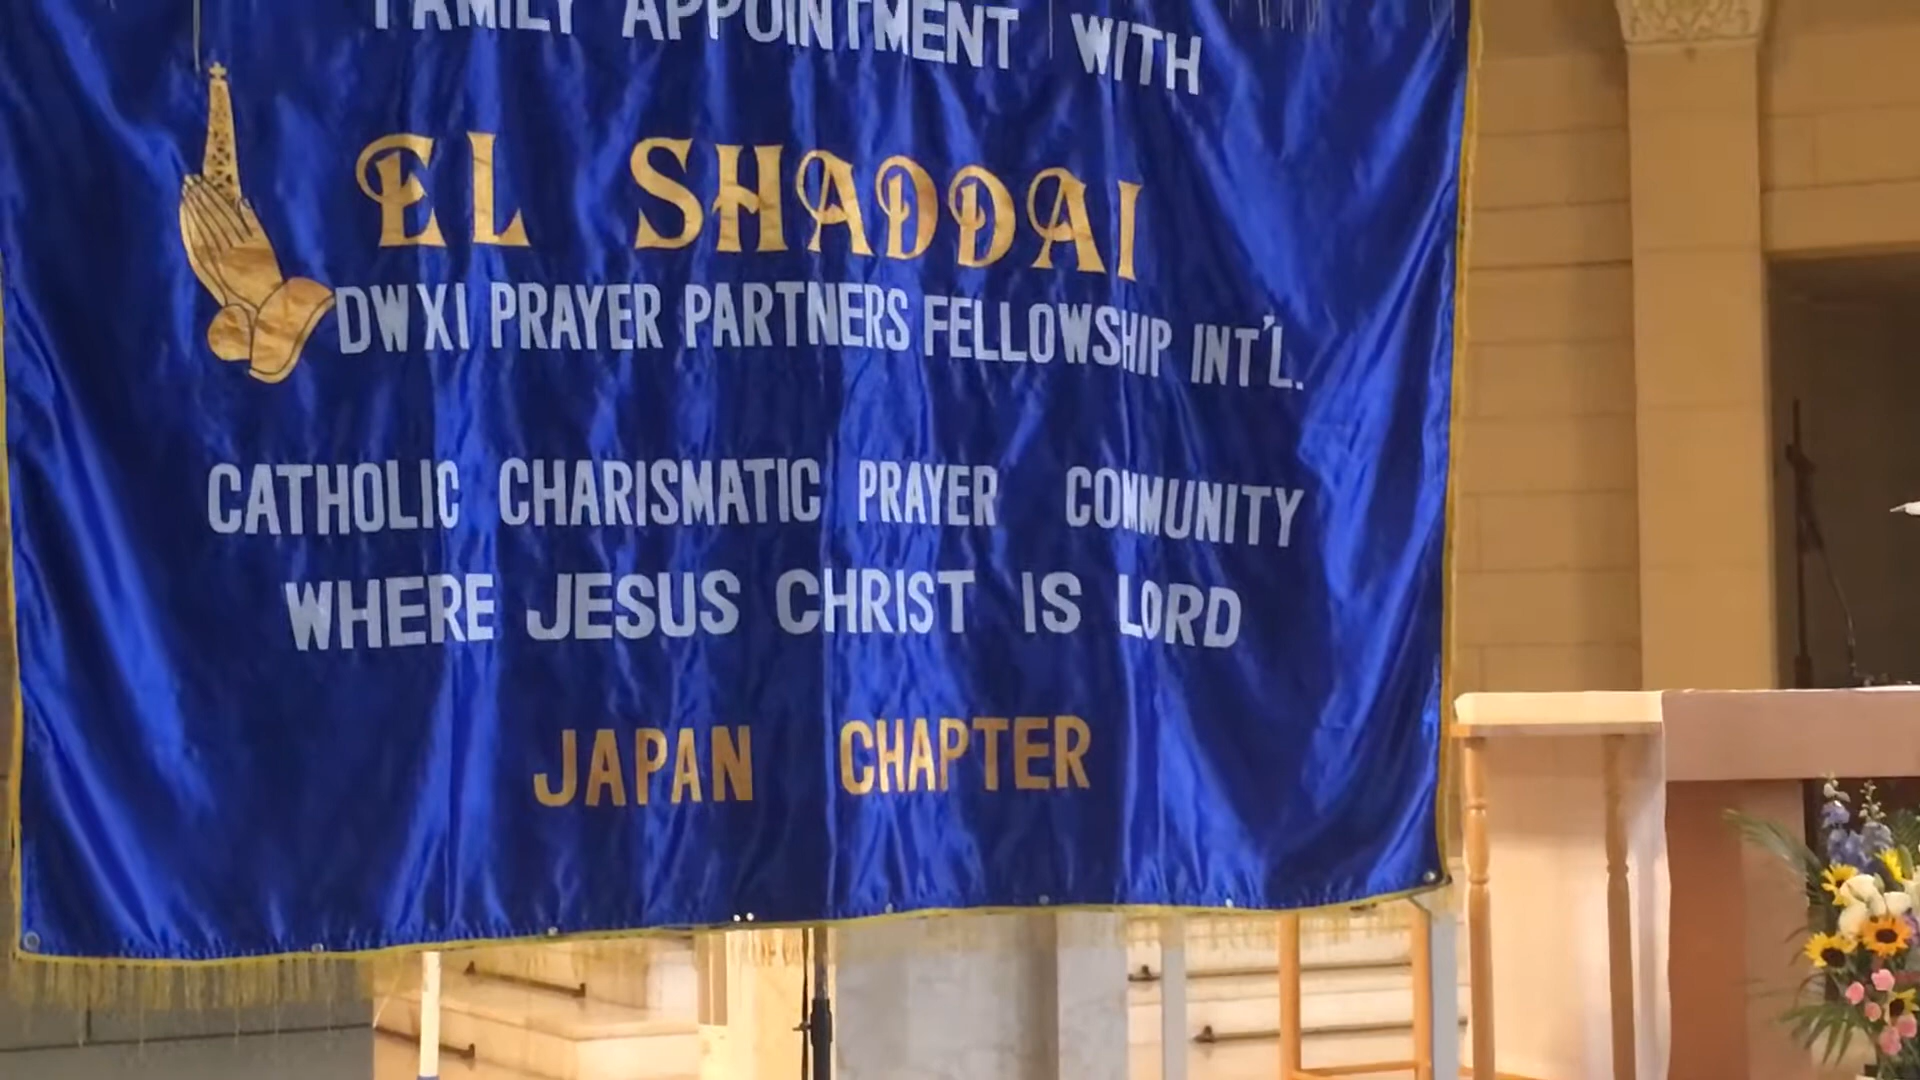 FAMILY APPOINTMENT WITH
EL SHADDAI
DWXI PRAYER PARTNERS FELLOWSHIP INT'L.
CATHOLIC CHARISMATIC PRAYER COMMUNITY
WHERE JESUS CHRIST IS LORD
JAPAN CHAPTER